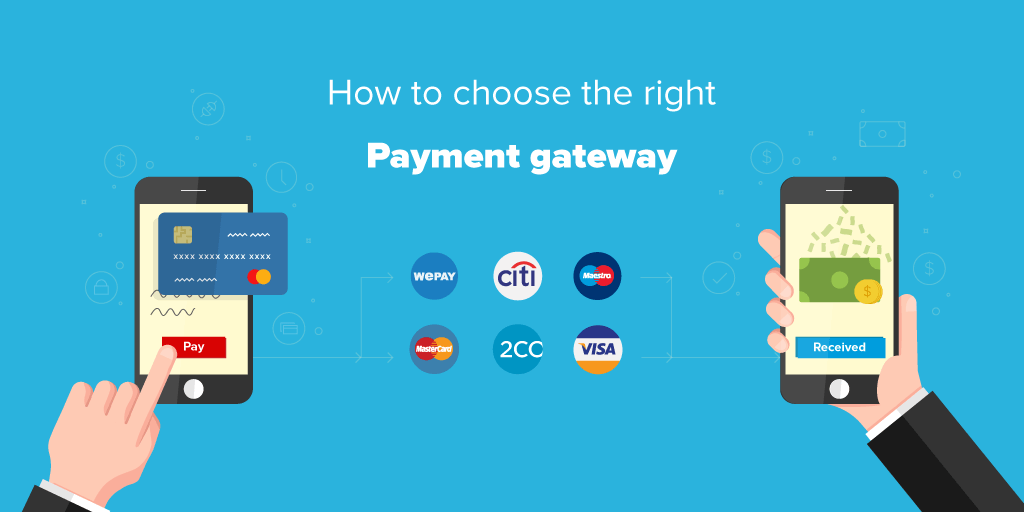 How to choose the right
Payment gateway
xxxx xxxx xxxx xxxx
wePAY
citi
Maestro
MasterCard
2CO
VISA
Pay
Received